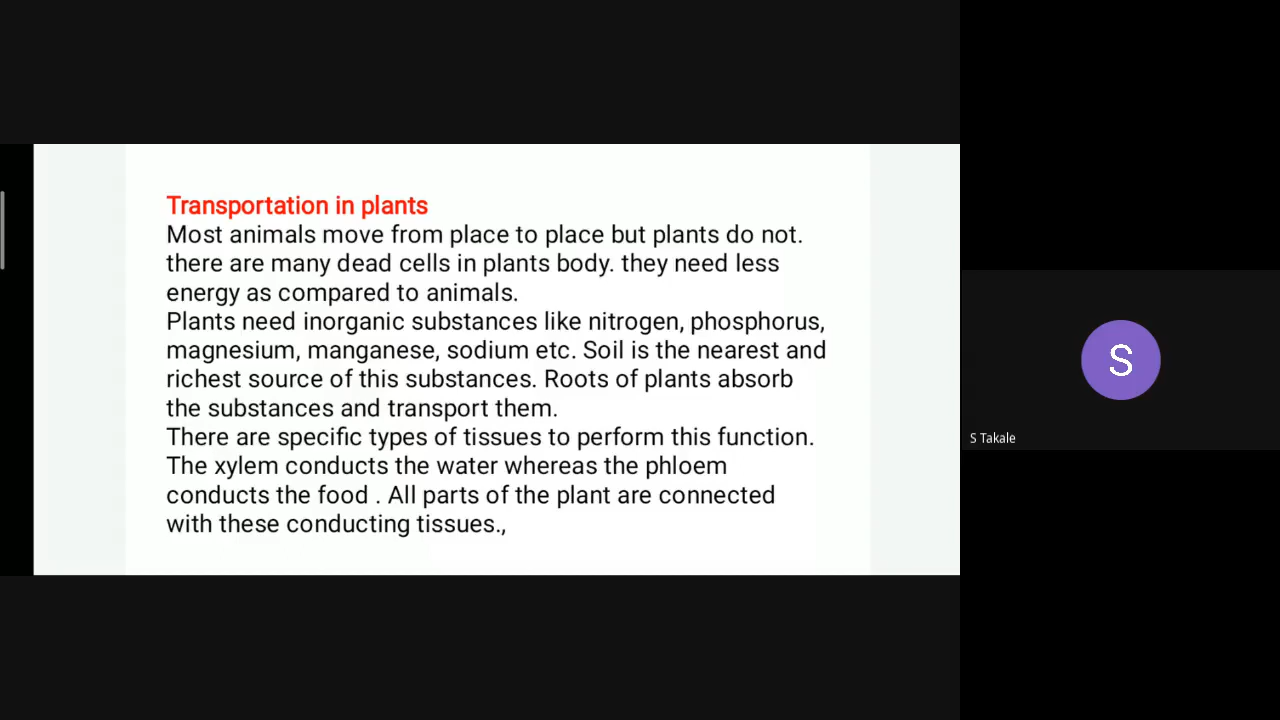 Transportation in plants
Most animals move from place to place but plants do not.
there are many dead cells in plants body. they need less
energy as compared to animals.
Plants need inorganic substances like nitrogen, phosphorus,
magnesium, manganese, sodium etc. Soil is the nearest and
richest source of this substances. Roots of plants absorb
the substances and transport them.
There are specific types of tissues to perform this function.
The xylem conducts the water whereas the phloem
conducts the food . All parts of the plant are connected
with these conducting tissues.,
S
S Takale